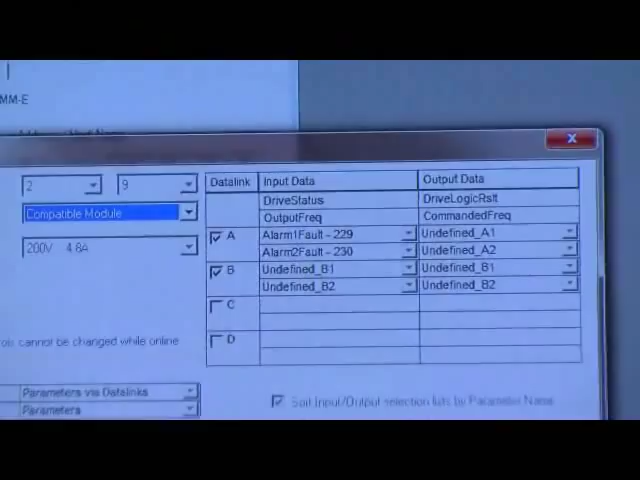 MM-E
2 9
Compatible Module
200V 4.8A
Datalink Input Data Output Data
DriveStatus DriveLogicRslt
OutputFreq CommandedFreq
A Alarm1Fault - 229 Undefined_A1
Alarm2Fault - 230 Undefined_A2
B Undefined_B1 Undefined_B1
Undefined_B2 Undefined_B2
C
D
cannot be changed while online
Parameters via Datalinks
Parameters
Sort Input/Output selection lists by Parameter Name